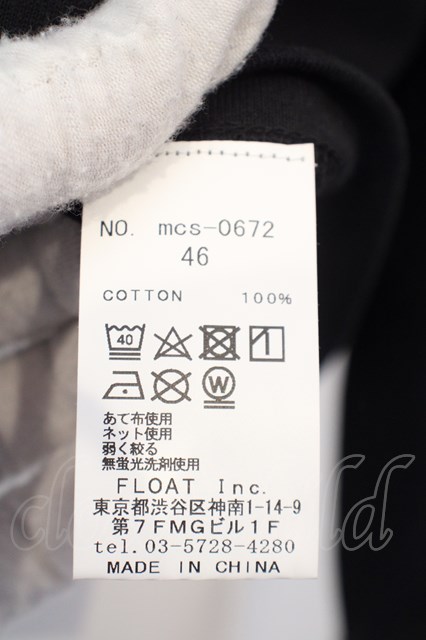 NO. mcs-0672
46
COTTON 100%
40
W
あて布使用
ネット使用
弱く絞る
無蛍光洗剤使用
FLOAT Inc.
東京都渋谷区神南1-14-9
第7FMGビル1F
tel.03-5728-4280
MADE IN CHINA